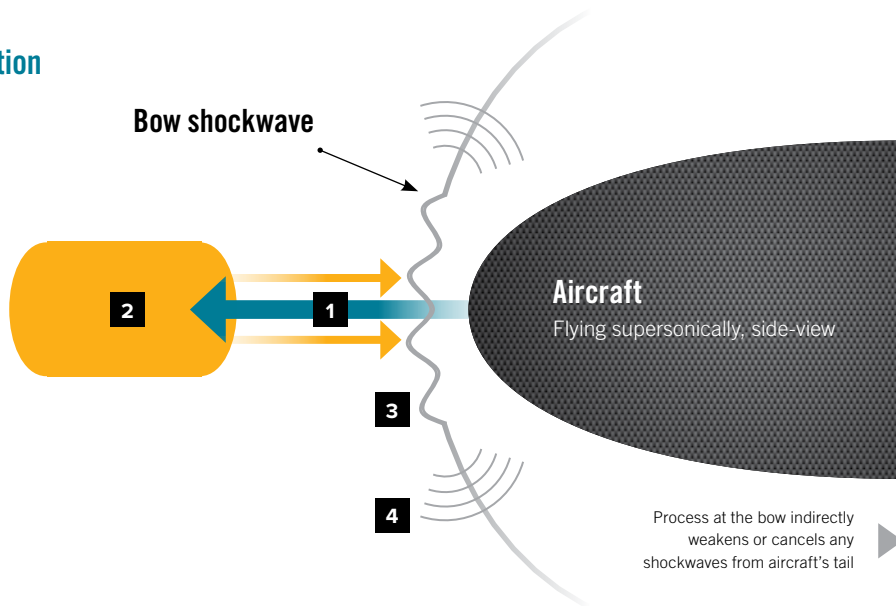 tion
Bow shockwave
2
1
Aircraft
Flying supersonically, side-view
3
4
Process at the bow indirectly
weakens or cancels any
shockwaves from aircraft's tail